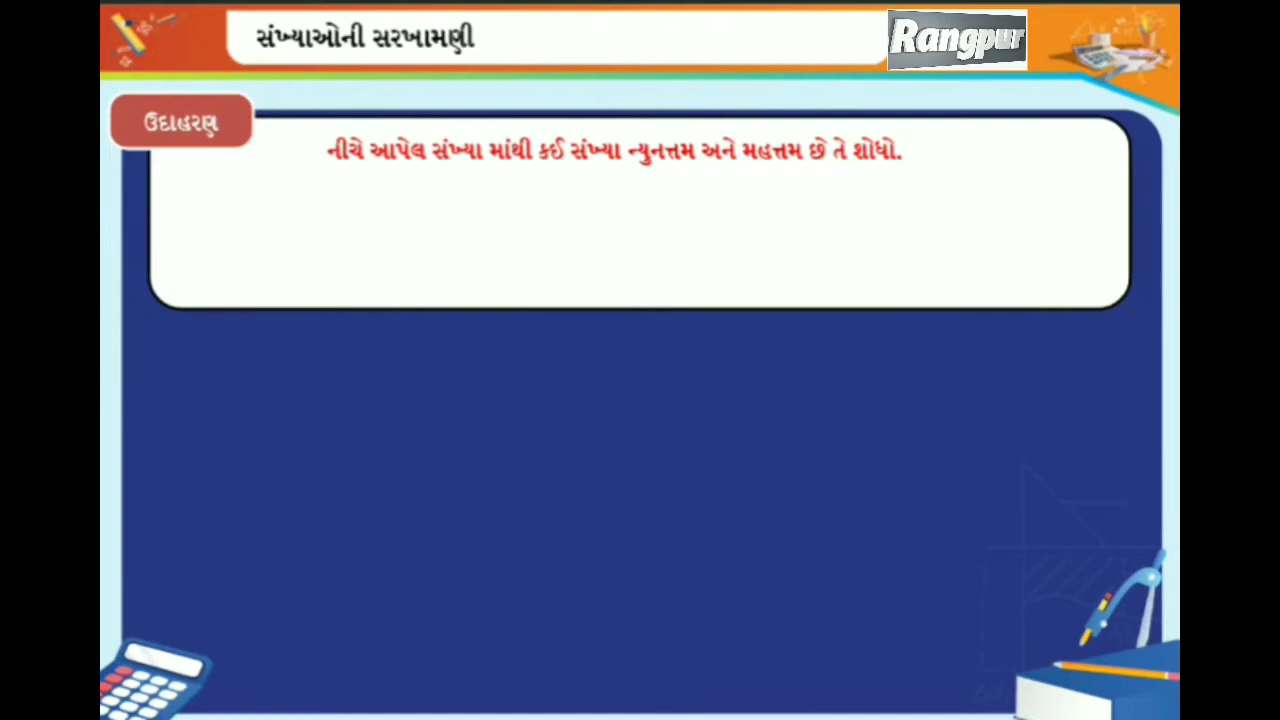 સંખ્યાઓની સરખામણી
Rangpur
ઉદાહરણ
નીચે આપેલ સંખ્યા માંથી કઈ સંખ્યા ન્યુનત્તમ અને મહત્તમ છે તે શોધો.